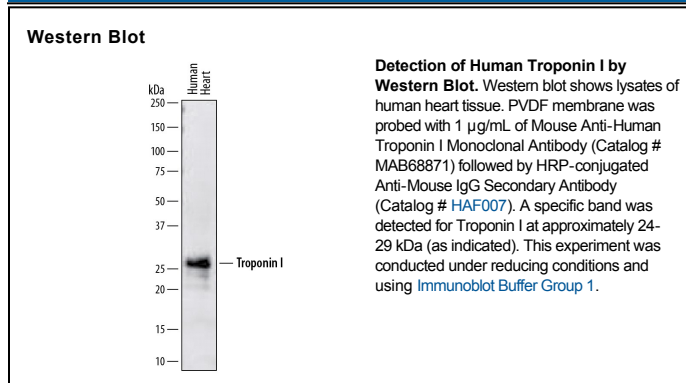 Western Blot
Human
Heart
kDa
250
150
100
75
50
37
25
20
15
10
Troponin I
Detection of Human Troponin I by
Western Blot. Western blot shows lysates of
human heart tissue. PVDF membrane was
probed with 1 µg/mL of Mouse Anti-Human
Troponin I Monoclonal Antibody (Catalog #
MAB68871) followed by HRP-conjugated
Anti-Mouse IgG Secondary Antibody
(Catalog # HAF007). A specific band was
detected for Troponin I at approximately 24-
29 kDa (as indicated). This experiment was
conducted under reducing conditions and
using Immunoblot Buffer Group 1.